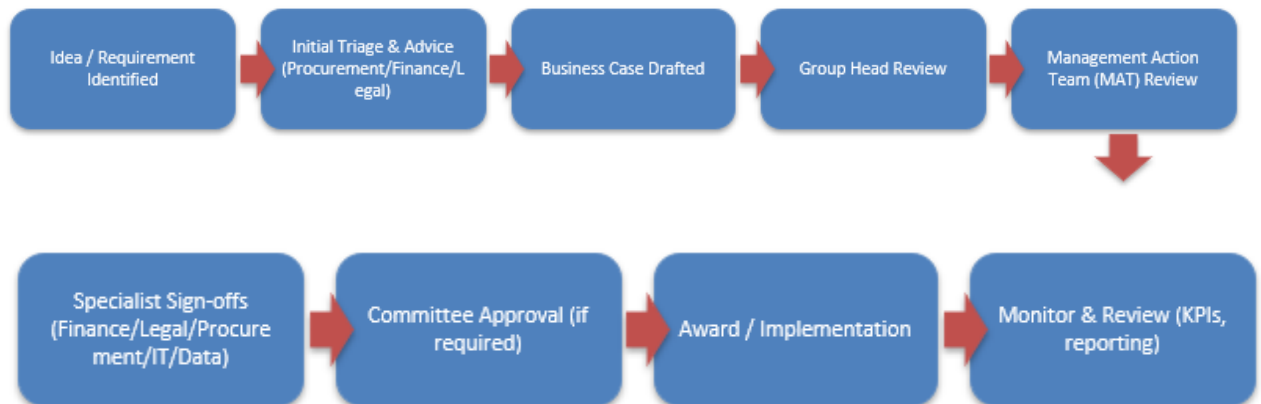 Idea / Requirement
Identified
Initial Triage & Advice
(Procurement/Finance/L
egal)
Business Case Drafted
Group Head Review
Management Action
Team (MAT) Review
Specialist Sign-offs
(Finance/Legal/Procure
ment/IT/Data)
Committee Approval (if
required)
Award / Implementation
Monitor & Review (KPIs,
reporting)